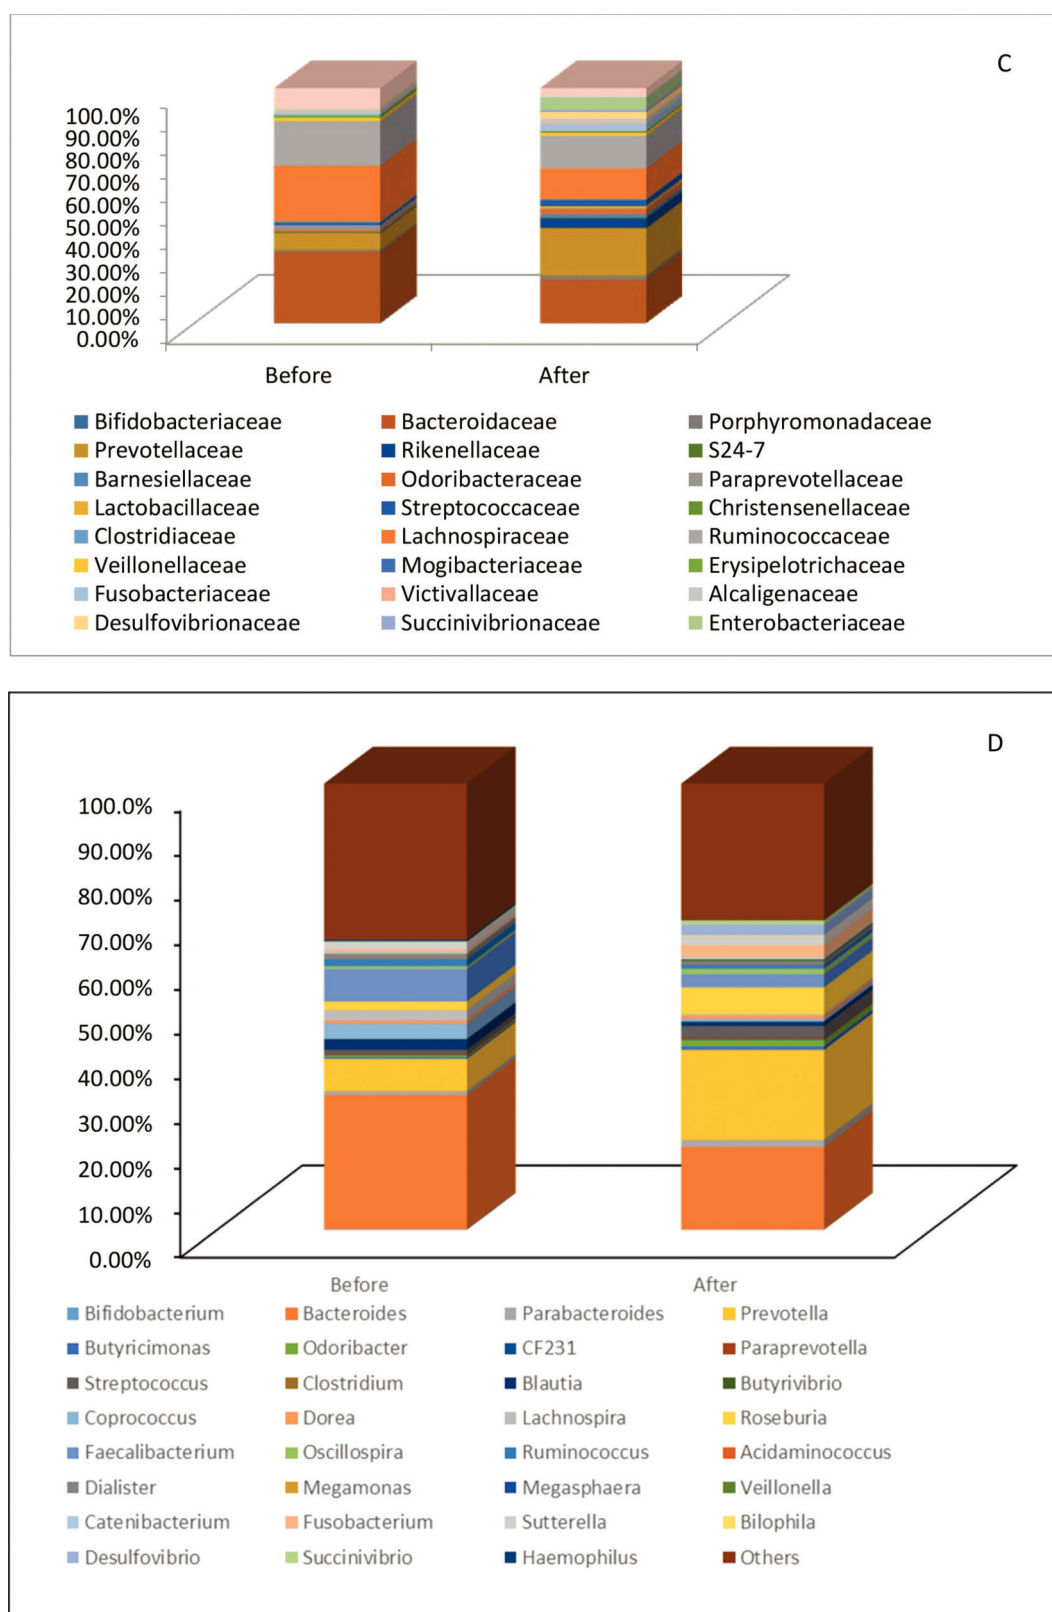 C
100.0%
90.00%
80.00%
70.00%
60.00%
50.00%
40.00%
30.00%
20.00%
10.00%
0.00%
Before After
Bifidobacteriaceae Bacteroidaceae Porphyromonadaceae
Prevotellaceae Rikenellaceae S24-7
Barnesiellaceae Odoribacteraceae Paraprevotellaceae
Lactobacillaceae Streptococcaceae Christensenellaceae
Clostridiaceae Lachnospiraceae Ruminococcaceae
Veillonellaceae Mogibacteriaceae Erysipelotrichaceae
Fusobacteriaceae Victivallaceae Alcaligenaceae
Desulfovibrionaceae Succinivibrionaceae Enterobacteriaceae
D
100.0%
90.00%
80.00%
70.00%
60.00%
50.00%
40.00%
30.00%
20.00%
10.00%
0.00%
Before After
Bifidobacterium Bacteroides Parabacteroides Prevotella
Butyricimonas Odoribacter CF231 Paraprevotella
Streptococcus Clostridium Blautia Butyrivibrio
Coprococcus Dorea Lachnospira Roseburia
Faecalibacterium Oscillospira Ruminococcus Acidaminococcus
Dialister Megamonas Megasphaera Veillonella
Catenibacterium Fusobacterium Sutterella Bilophila
Desulfovibrio Succinivibrio Haemophilus Others